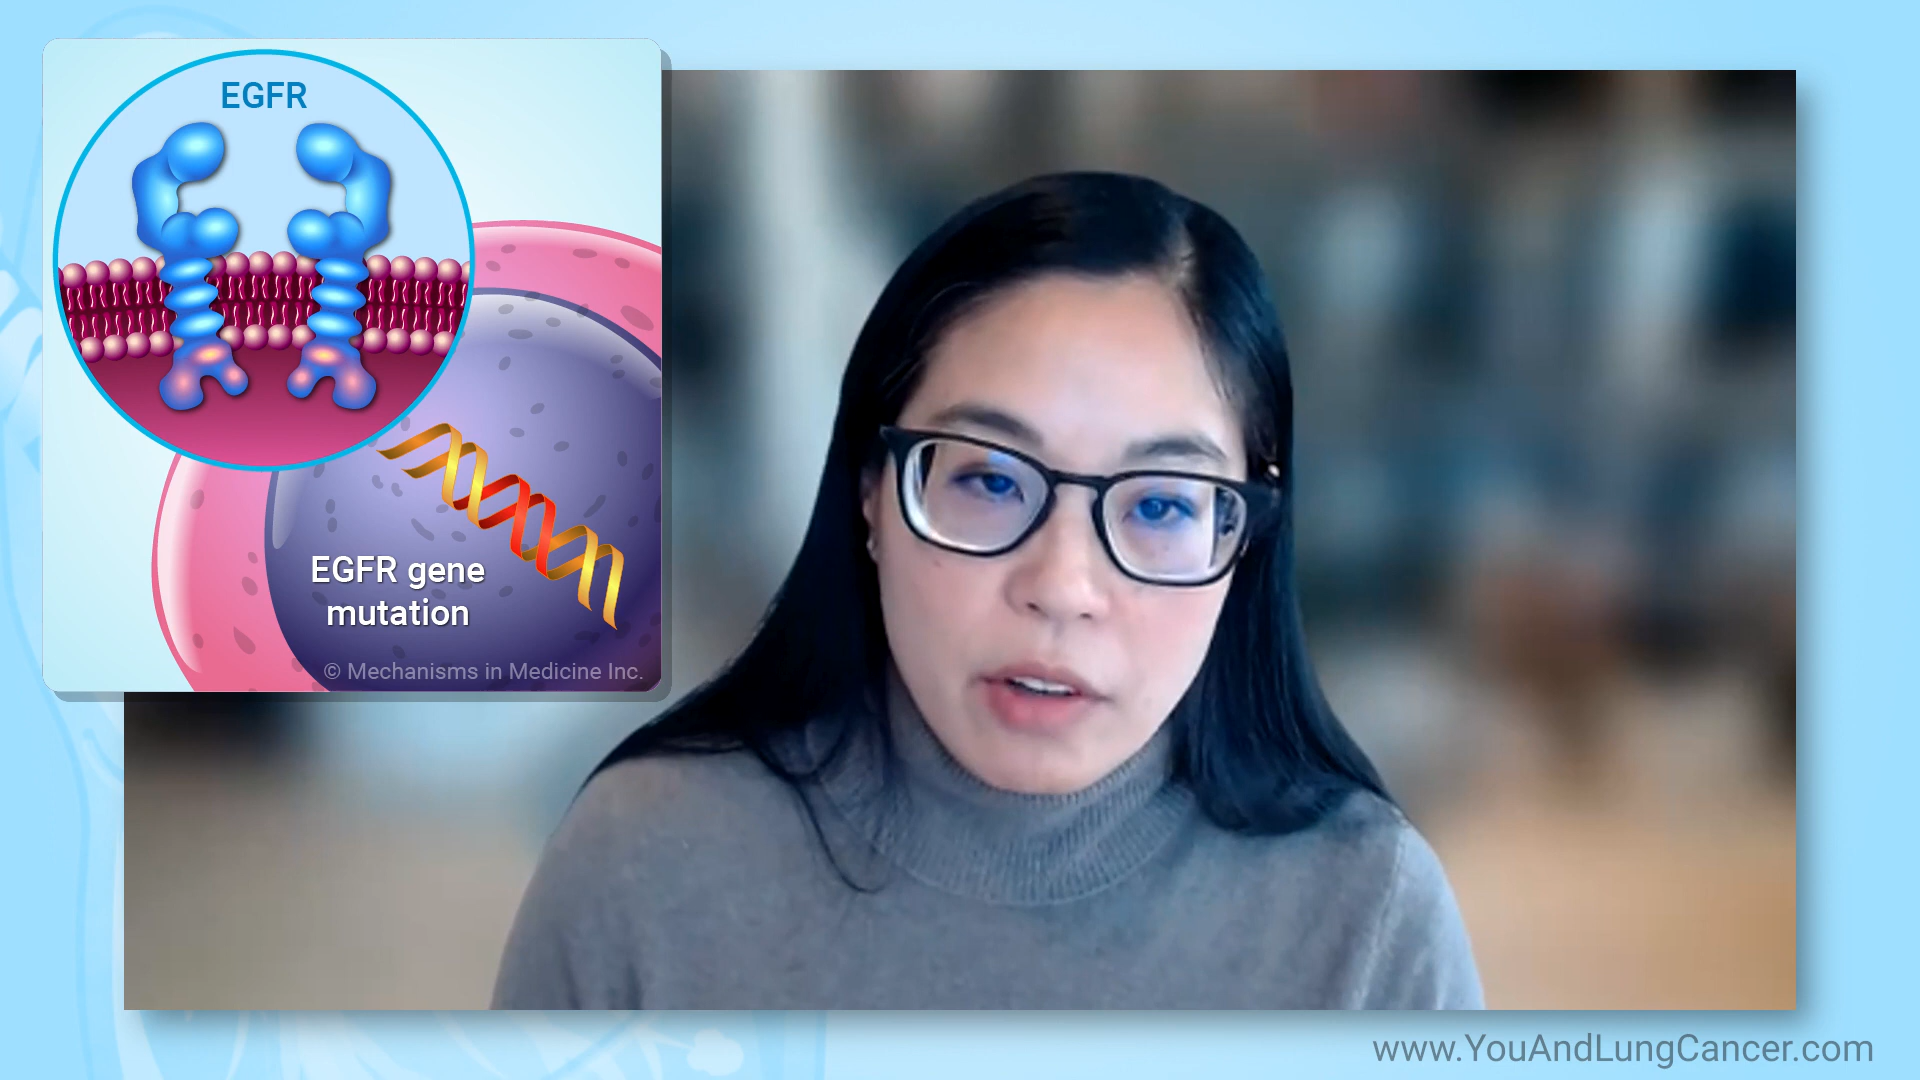 EGFR
EGFR gene
mutation
© Mechanisms in Medicine Inc.
www.YouAndLungCancer.com